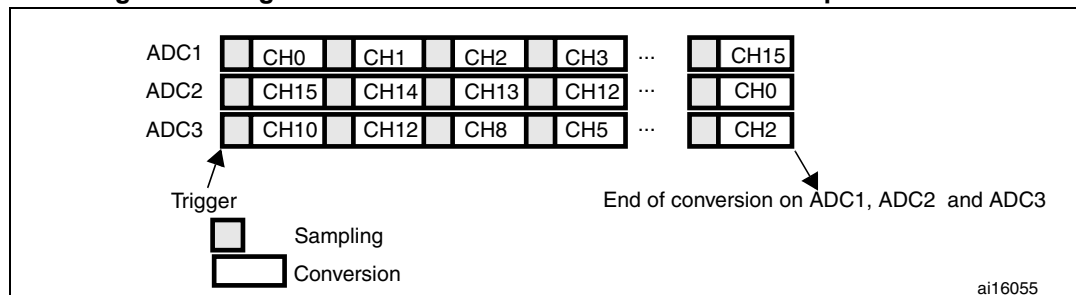 ADC1 CH0 CH1 CH2 CH3 ... CH15
ADC2 CH15 CH14 CH13 CH12 ... CH0
ADC3 CH10 CH12 CH8 CH5 ... CH2
Trigger
End of conversion on ADC1, ADC2 and ADC3
Sampling
Conversion
ai16055